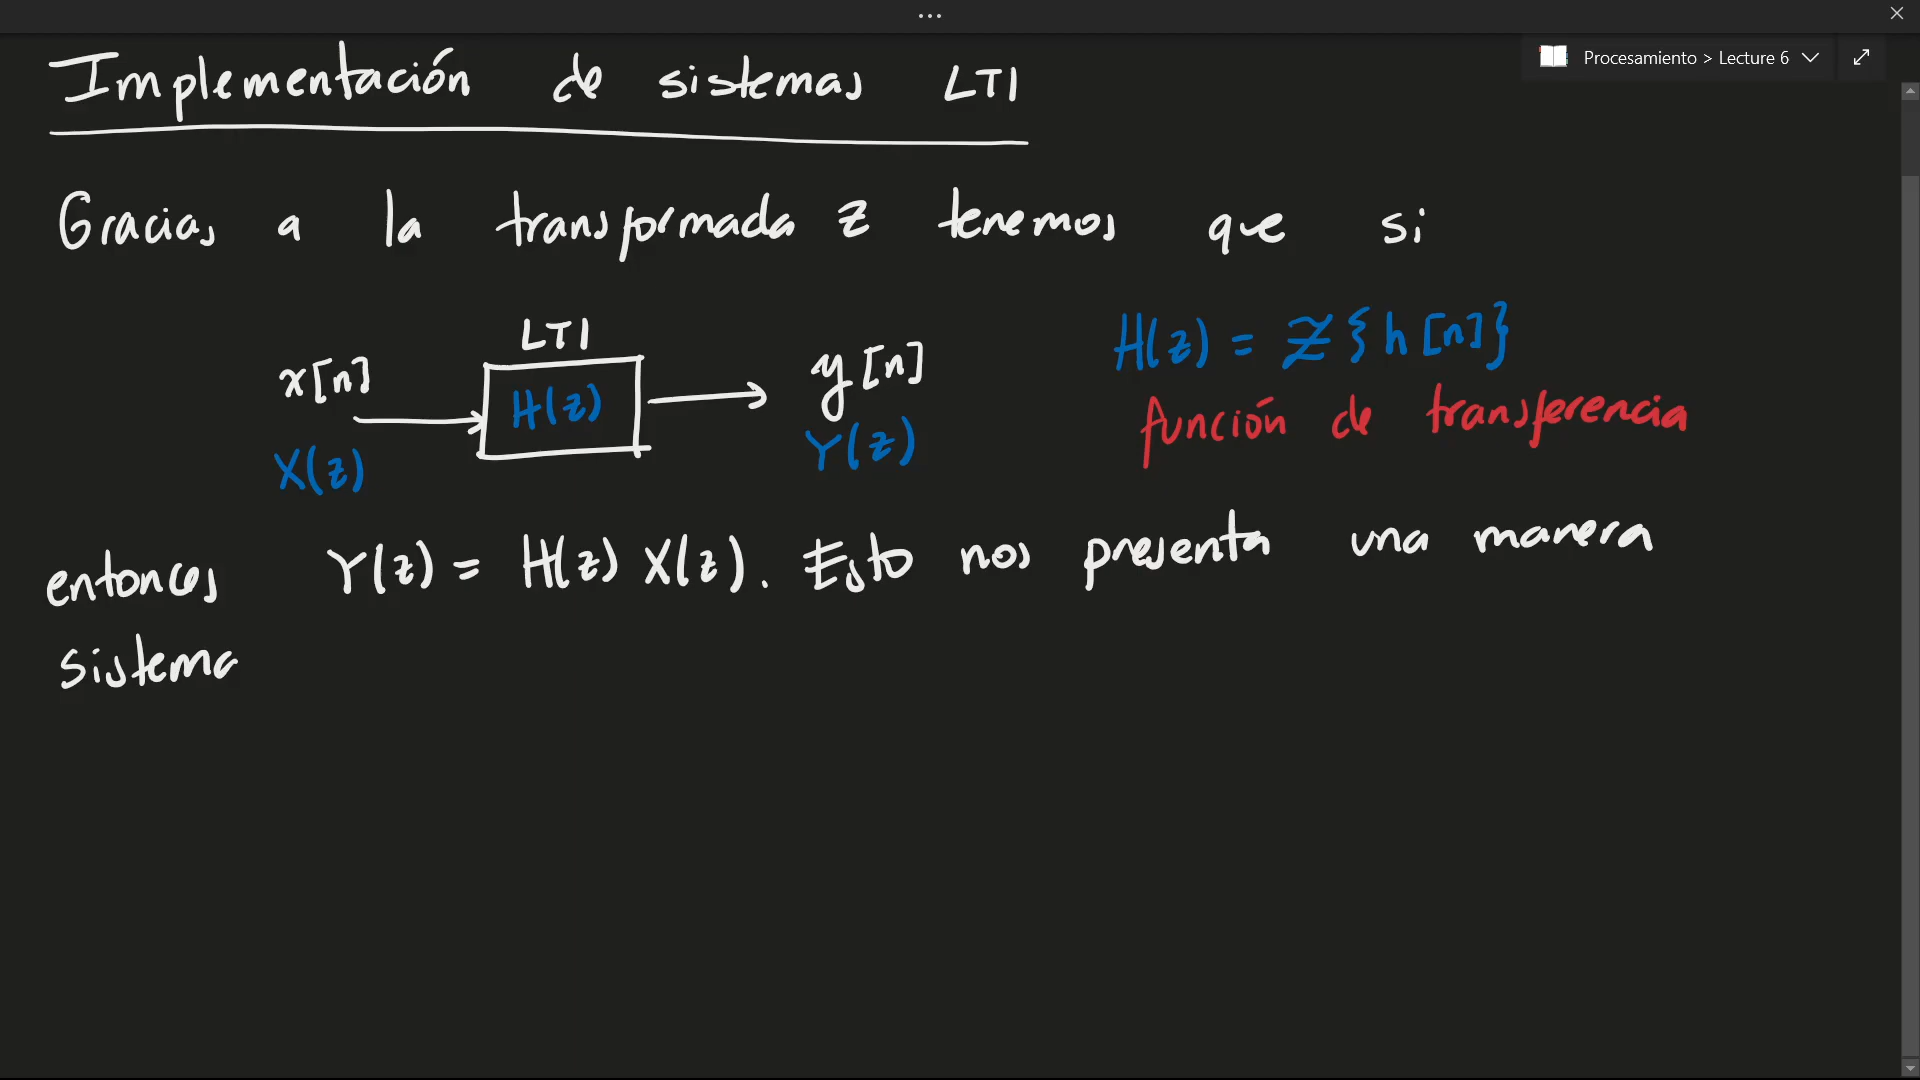 ...
Procesamiento > Lecture 6
Implementación de sistemas LTI
Gracias a la transformada z tenemos que si
LTI
x[n]
H(z)
y[n]
X(z)
Y(z)
H(z) = Z{h[n]}
función de transferencia
entonces Y(z) = H(z) X(z). Esto nos presenta una manera
sistema